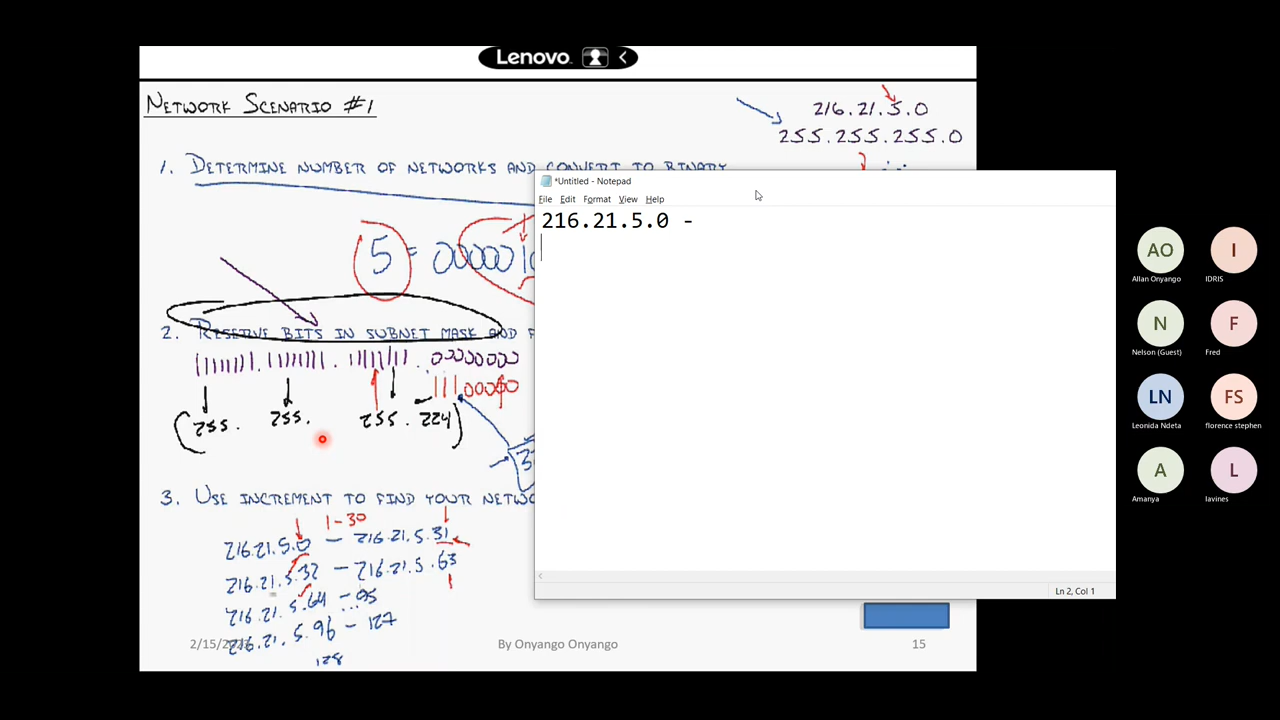 Lenovo
NETWORK SCENARIO #1
216.21.5.0
255.255.255.0
1. DETERMINE NUMBER OF NETWORKS AND CONVERT TO BINARY
5 = 000001
2. RESERVE BITS IN SUBNET MASK AND F
11111111.11111111.11111111.00000000
11100000
(255. 255. 255. 224)
3. USE INCREMENT TO FIND YOUR NETWO
1-30
216.21.5.0 — 216.21.5.31
216.21.5.32 — 216.21.5.63
216.21.5.64 — 95
216.21.5.96 — 127
128
By Onyango Onyango
15
*Untitled - Notepad
File Edit Format View Help
216.21.5.0 -
Ln 2, Col 1
AO
Allan Onyango
I
IDRIS
N
Nelson (Guest)
F
Fred
LN
Leonida Ndeta
FS
florence stephen
A
Amanya
L
lavines